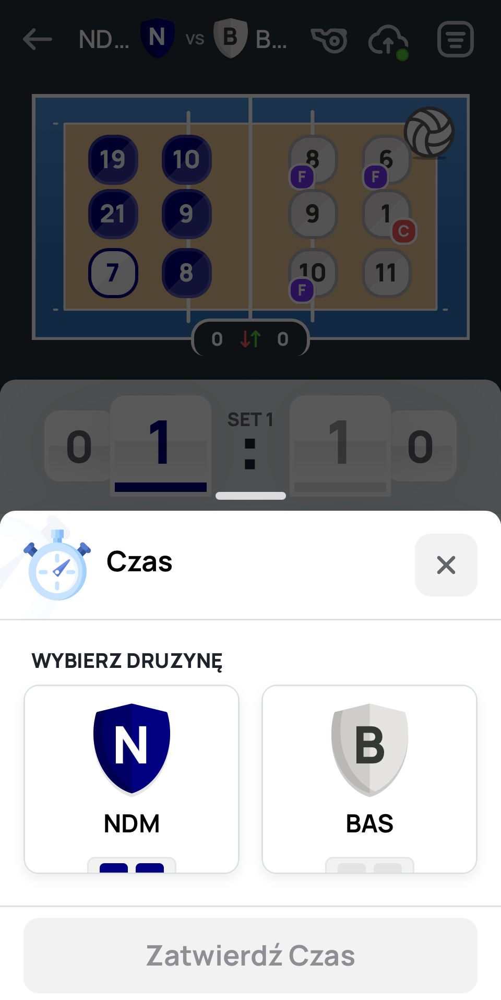 ND... N vs B B...
19 10 8 6
F F
21 9 9 1
C
7 8 10 11
F
0 0
SET 1
0 1 : 1 0
Czas
WYBIERZ DRUZYNĘ
N B
NDM BAS
Zatwierdź Czas